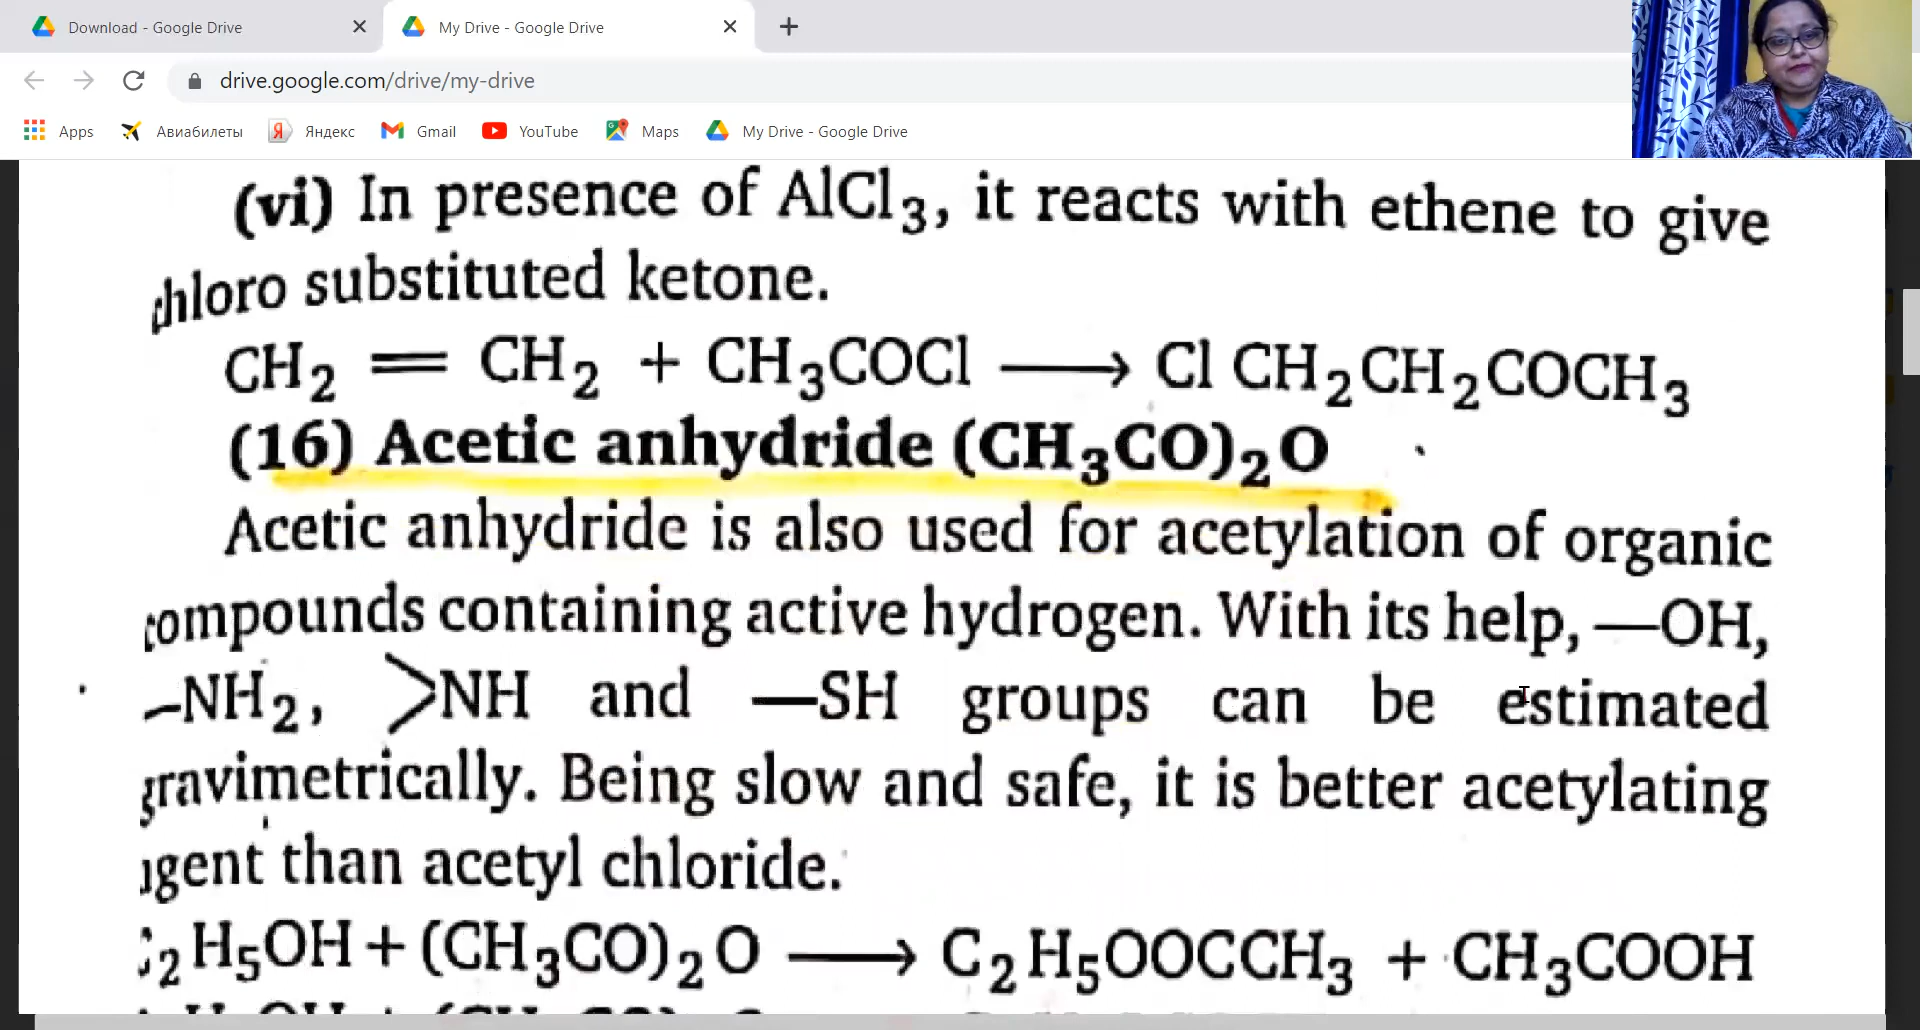 Download - Google Drive
My Drive - Google Drive
drive.google.com/drive/my-drive
Apps Авиабилеты Яндекс Gmail YouTube Maps My Drive - Google Drive
(vi) In presence of AlCl₃, it reacts with ethene to give
chloro substituted ketone.
CH₂ = CH₂ + CH₃COCl ⟶ Cl CH₂CH₂COCH₃
(16) Acetic anhydride (CH₃CO)₂O
Acetic anhydride is also used for acetylation of organic
compounds containing active hydrogen. With its help, —OH,
—NH₂, >NH and —SH groups can be estimated
gravimetrically. Being slow and safe, it is better acetylating
agent than acetyl chloride.
C₂H₅OH + (CH₃CO)₂O ⟶ C₂H₅OOCCH₃ + CH₃COOH